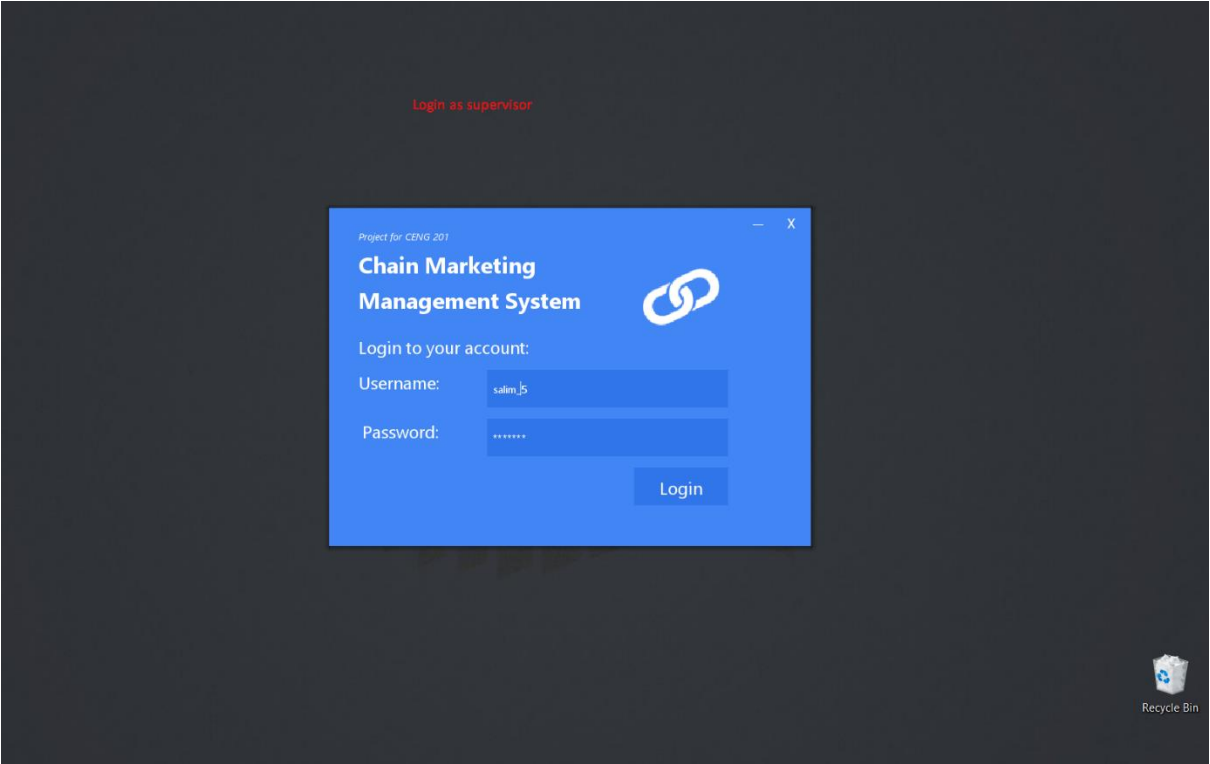 Login as supervisor
Project for CENG 201
Chain Marketing
Management System
Login to your account:
Username:
salim_5
Password:
*******
Login
Recycle Bin